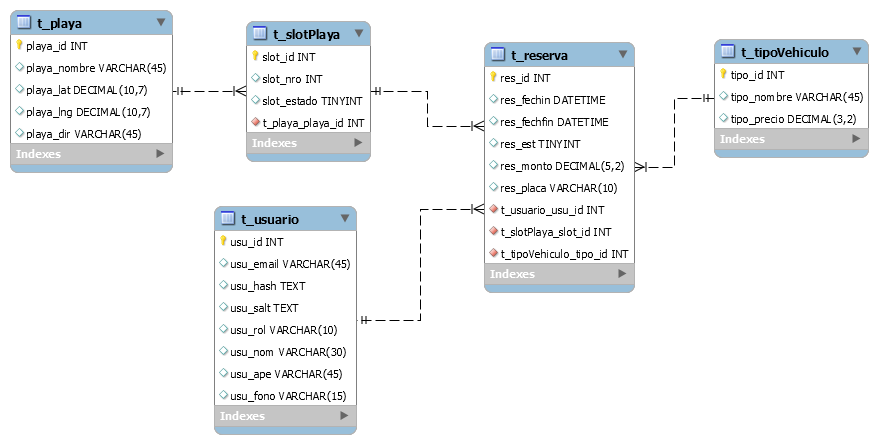 t_playa
playa_id INT
playa_nombre VARCHAR(45)
playa_lat DECIMAL(10,7)
playa_lng DECIMAL(10,7)
playa_dir VARCHAR(45)
Indexes
t_slotPlaya
slot_id INT
slot_nro INT
slot_estado TINYINT
t_playa_playa_id INT
Indexes
t_reserva
res_id INT
res_fechin DATETIME
res_fechfin DATETIME
res_est TINYINT
res_monto DECIMAL(5,2)
res_placa VARCHAR(10)
t_usuario_usu_id INT
t_slotPlaya_slot_id INT
t_tipoVehiculo_tipo_id INT
Indexes
t_tipoVehiculo
tipo_id INT
tipo_nombre VARCHAR(45)
tipo_precio DECIMAL(3,2)
Indexes
t_usuario
usu_id INT
usu_email VARCHAR(45)
usu_hash TEXT
usu_salt TEXT
usu_rol VARCHAR(10)
usu_nom VARCHAR(30)
usu_ape VARCHAR(45)
usu_fono VARCHAR(15)
Indexes